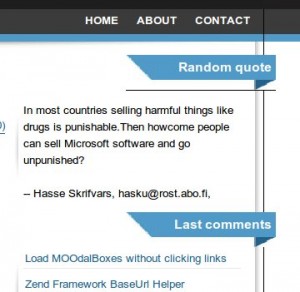 HOME ABOUT CONTACT
Random quote
In most countries selling harmful things like
drugs is punishable.Then howcome people
can sell Microsoft software and go
unpunished?
-- Hasse Skrifvars, hasku@rost.abo.fi,
Last comments
Load MOOdalBoxes without clicking links
Zend Framework BaseUrl Helper